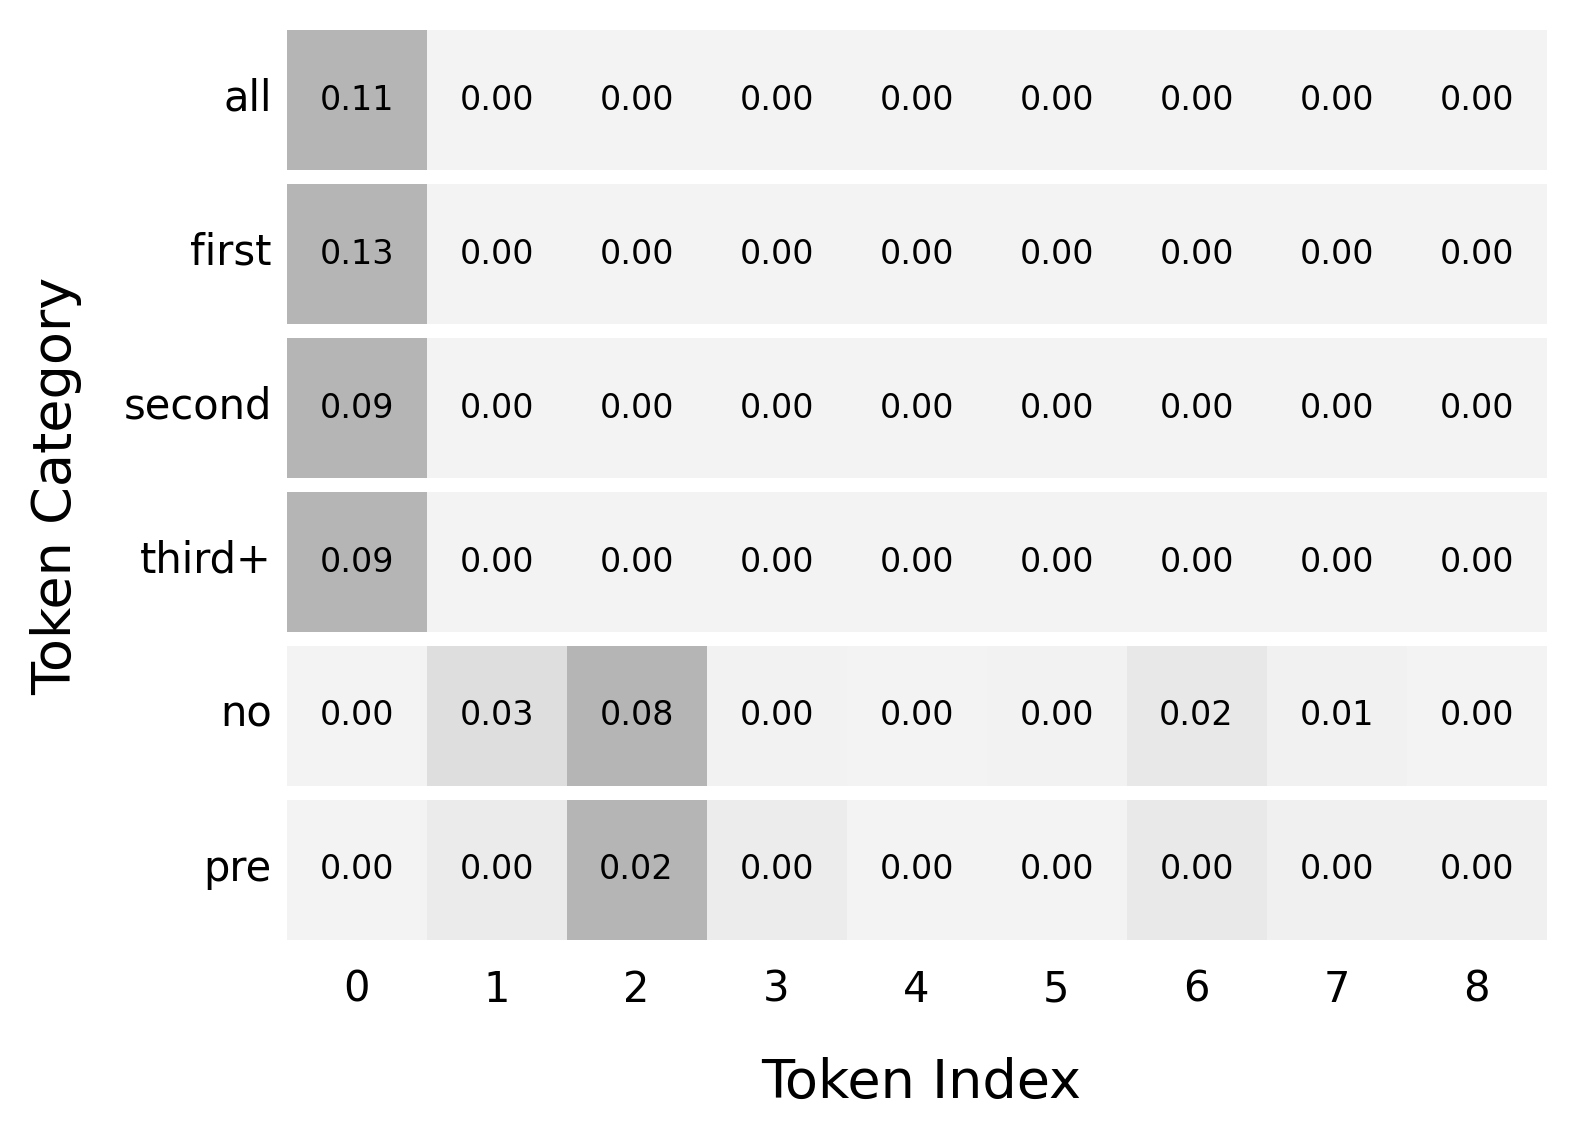 all 0.11 0.00 0.00 0.00 0.00 0.00 0.00 0.00 0.00
first 0.13 0.00 0.00 0.00 0.00 0.00 0.00 0.00 0.00
second 0.09 0.00 0.00 0.00 0.00 0.00 0.00 0.00 0.00
third+ 0.09 0.00 0.00 0.00 0.00 0.00 0.00 0.00 0.00
no 0.00 0.03 0.08 0.00 0.00 0.00 0.02 0.01 0.00
pre 0.00 0.00 0.02 0.00 0.00 0.00 0.00 0.00 0.00
0 1 2 3 4 5 6 7 8
Token Index
Token Category